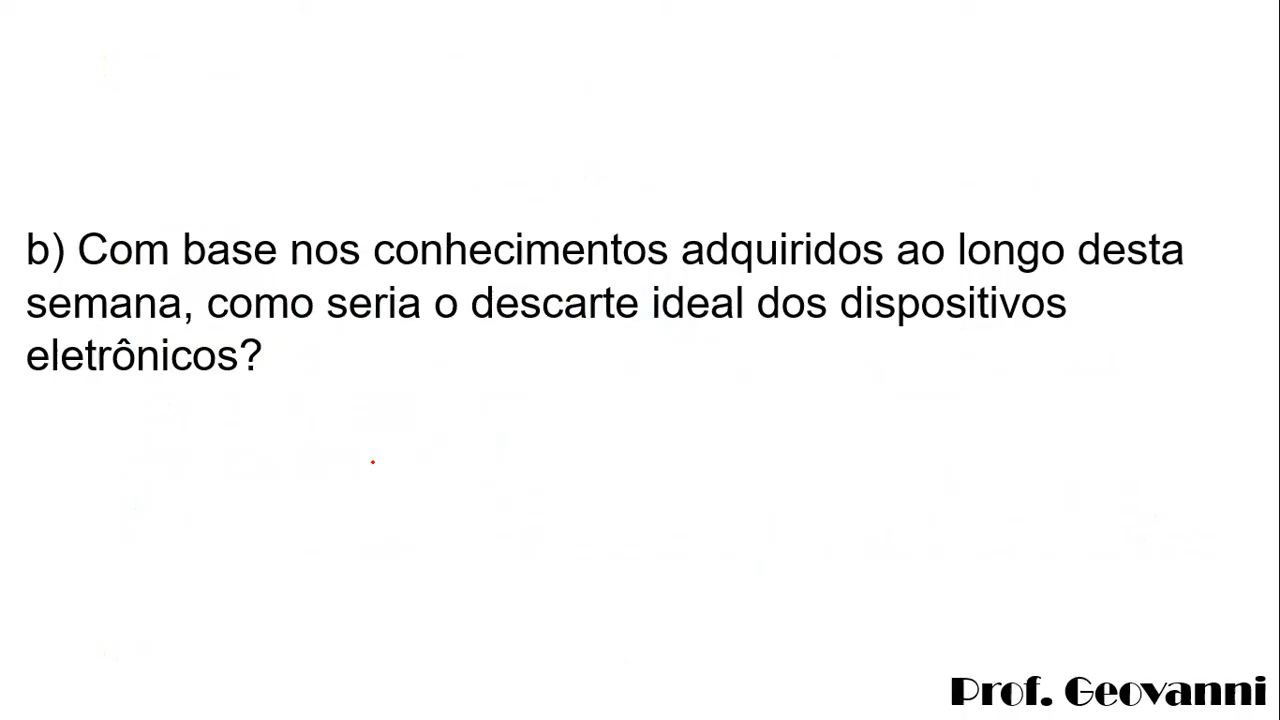 b) Com base nos conhecimentos adquiridos ao longo desta
semana, como seria o descarte ideal dos dispositivos
eletrônicos?
Prof. Geovanni